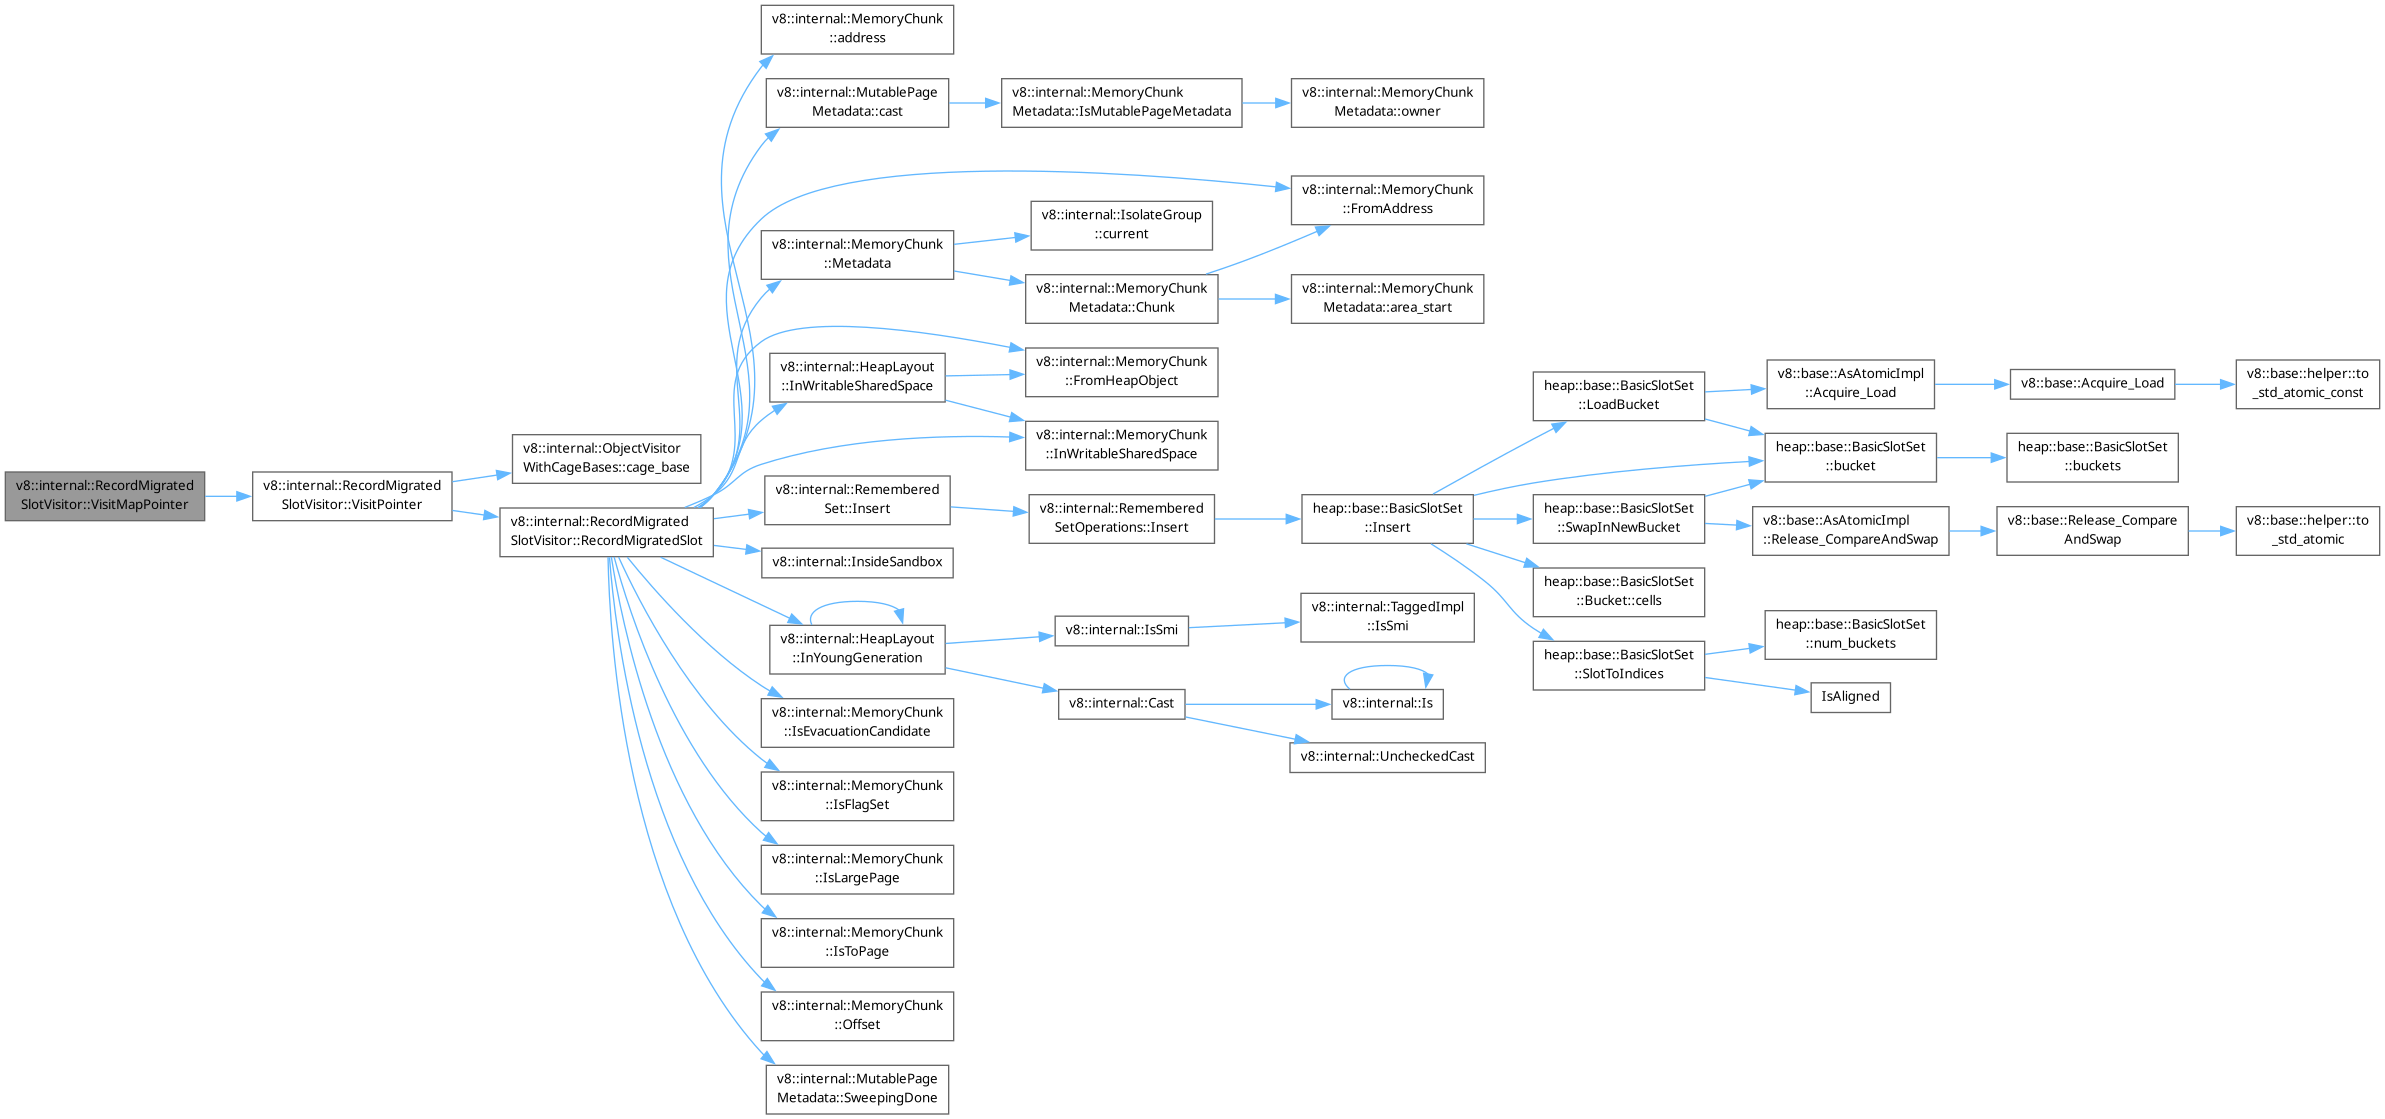 v8::internal::RecordMigrated
SlotVisitor::VisitMapPointer
v8::internal::RecordMigrated
SlotVisitor::VisitPointer
v8::internal::ObjectVisitor
WithCageBases::cage_base
v8::internal::RecordMigrated
SlotVisitor::RecordMigratedSlot
v8::internal::MemoryChunk
::address
v8::internal::MutablePage
Metadata::cast
v8::internal::MemoryChunk
Metadata::IsMutablePageMetadata
v8::internal::MemoryChunk
Metadata::owner
v8::internal::MemoryChunk
::FromAddress
v8::internal::MemoryChunk
::Metadata
v8::internal::IsolateGroup
::current
v8::internal::MemoryChunk
Metadata::Chunk
v8::internal::MemoryChunk
Metadata::area_start
v8::internal::HeapLayout
::InWritableSharedSpace
v8::internal::MemoryChunk
::FromHeapObject
v8::internal::MemoryChunk
::InWritableSharedSpace
v8::internal::Remembered
Set::Insert
v8::internal::Remembered
SetOperations::Insert
heap::base::BasicSlotSet
::Insert
heap::base::BasicSlotSet
::LoadBucket
v8::base::AsAtomicImpl
::Acquire_Load
v8::base::Acquire_Load
v8::base::helper::to
_std_atomic_const
heap::base::BasicSlotSet
::bucket
heap::base::BasicSlotSet
::buckets
heap::base::BasicSlotSet
::SwapInNewBucket
v8::base::AsAtomicImpl
::Release_CompareAndSwap
v8::base::Release_Compare
AndSwap
v8::base::helper::to
_std_atomic
heap::base::BasicSlotSet
::Bucket::cells
heap::base::BasicSlotSet
::SlotToIndices
heap::base::BasicSlotSet
::num_buckets
IsAligned
v8::internal::InsideSandbox
v8::internal::HeapLayout
::InYoungGeneration
v8::internal::IsSmi
v8::internal::TaggedImpl
::IsSmi
v8::internal::Cast
v8::internal::Is
v8::internal::UncheckedCast
v8::internal::MemoryChunk
::IsEvacuationCandidate
v8::internal::MemoryChunk
::IsFlagSet
v8::internal::MemoryChunk
::IsLargePage
v8::internal::MemoryChunk
::IsToPage
v8::internal::MemoryChunk
::Offset
v8::internal::MutablePage
Metadata::SweepingDone